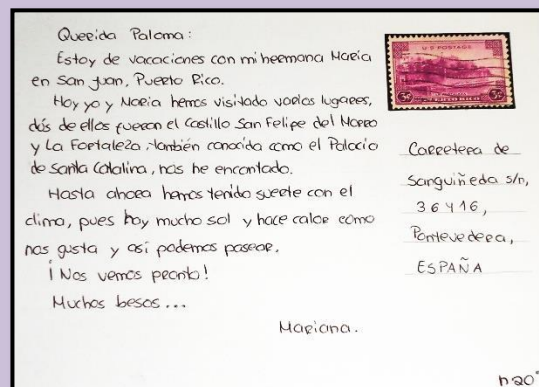 Querida Paloma:
Estoy de vacaciones con mi hermana María
en San Juan, Puerto Rico.
Hoy yo y María hemos visitado varios lugares,
dos de ellos fueron el Castillo San Felipe del Morro
y La Fortaleza, también conocida como el Palacio
de Santa Catalina, nos he encantado.
Hasta ahora hemos tenido suerte con el
clima, pues hay mucho sol y hace calor como
nos gusta y así podemos pasear.
¡Nos vemos pronto!
Muchos besos...
Mariana.
U·S·POSTAGE
3¢
Carretera de
Sanguiñeda s/n,
36416,
Pontevedra,
ESPAÑA